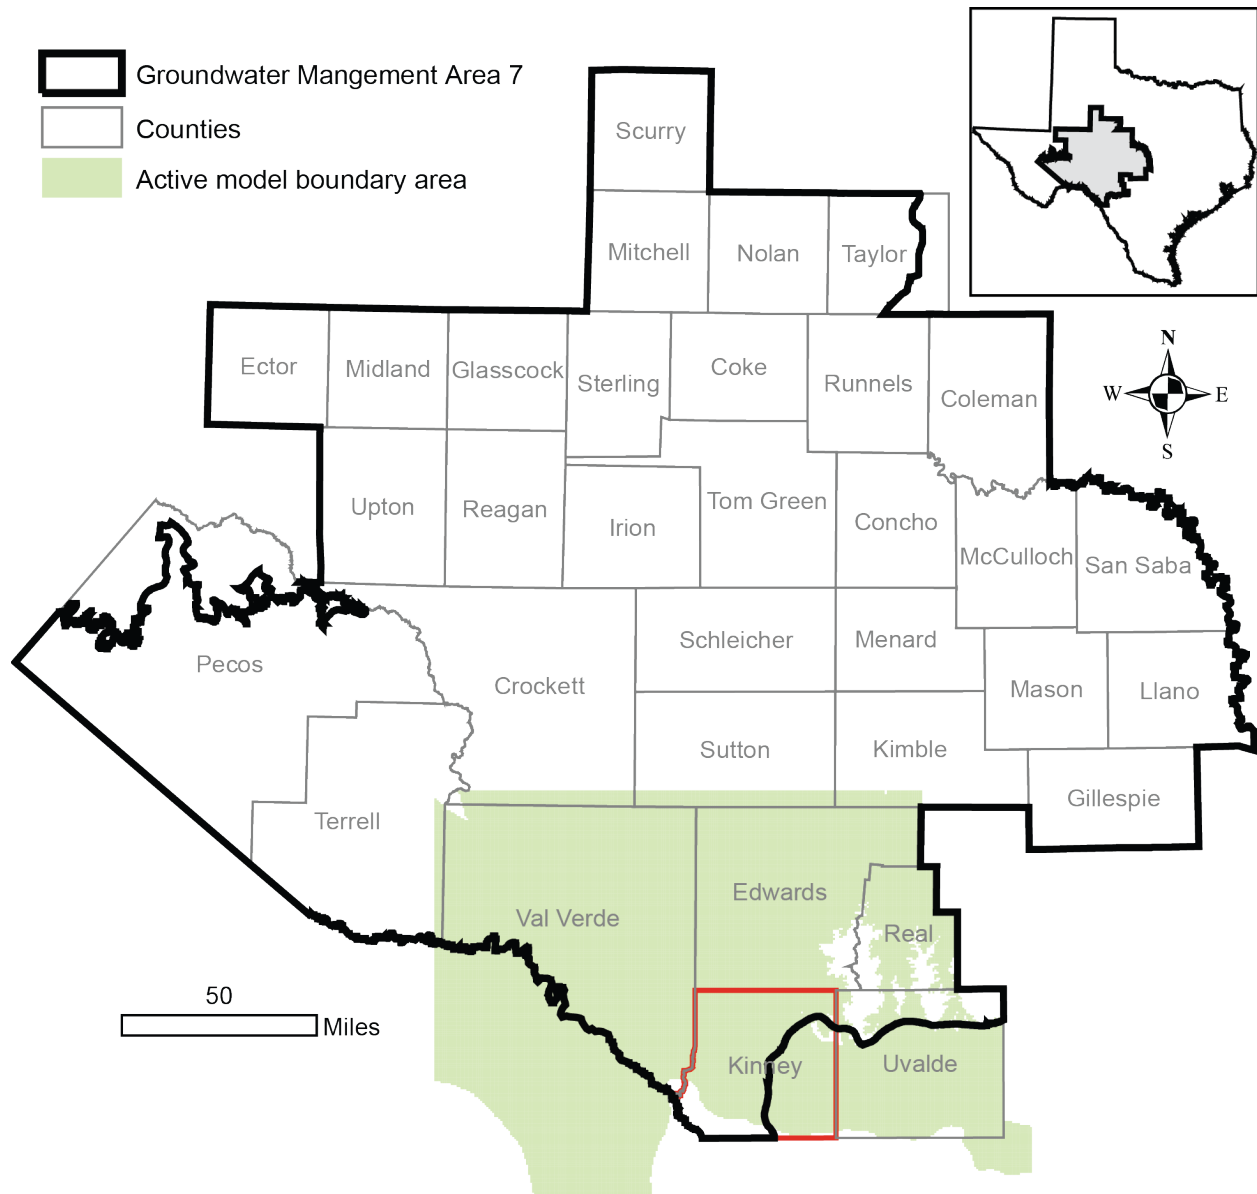 Groundwater Mangement Area 7
Counties
Active model boundary area
Scurry
Mitchell
Nolan
Taylor
Ector
Midland
Glasscock
Sterling
Coke
Runnels
Coleman
N
W
E
S
Upton
Reagan
Irion
Tom Green
Concho
McCulloch
San Saba
Pecos
Crockett
Schleicher
Menard
Mason
Llano
Sutton
Kimble
Gillespie
Terrell
Val Verde
Edwards
Real
50
Miles
Kinney
Uvalde